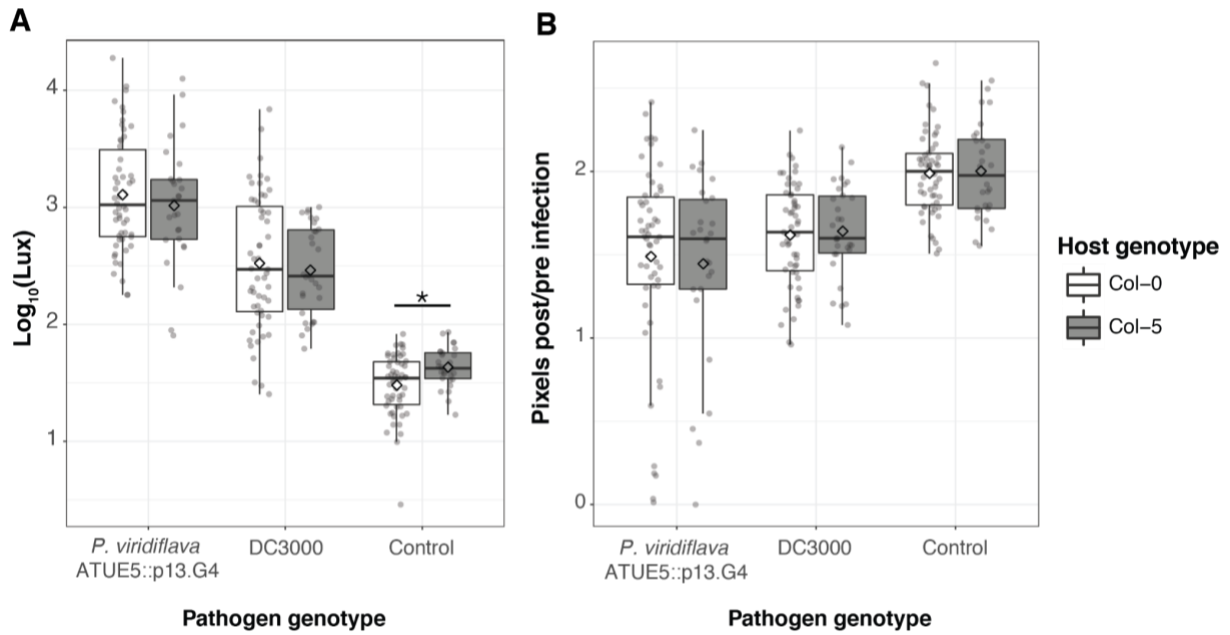 A
Log10(Lux)
4
3
2
1
*
P. viridiflava
ATUE5::p13.G4
DC3000
Control
Pathogen genotype
B
Pixels post/pre infection
2
1
0
P. viridiflava
ATUE5::p13.G4
DC3000
Control
Pathogen genotype
Host genotype
Col−0
Col−5